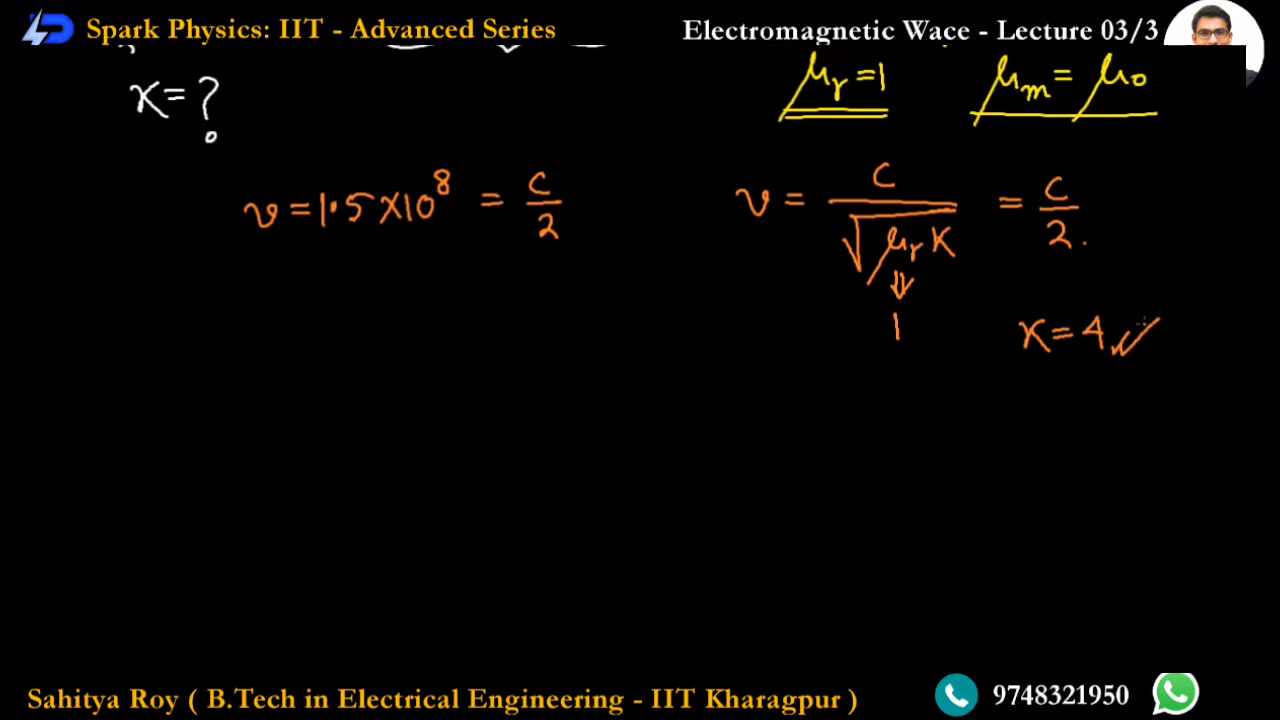 Spark Physics: IIT - Advanced Series
Electromagnetic Wace - Lecture 03/3
μr = 1
μm = μ0
K = ?
v = 1.5 × 10^8 = c/2
v = c/√(μr K) = c/2.
⇓
1
K = 4 ✓
Sahitya Roy ( B.Tech in Electrical Engineering - IIT Kharagpur )
9748321950